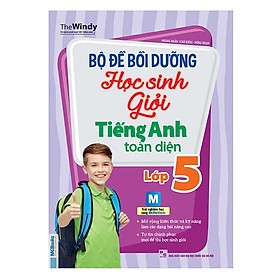 TheWindy
BỘ ĐỀ BỒI DƯỠNG
Học sinh Giỏi
Tiếng Anh
toàn diện
Lớp 5
M
Mở rộng kiến thức và kỹ năng
làm các dạng bài nâng cao
Tự tin chinh phục
mọi đề thi học sinh giỏi
MCBooks